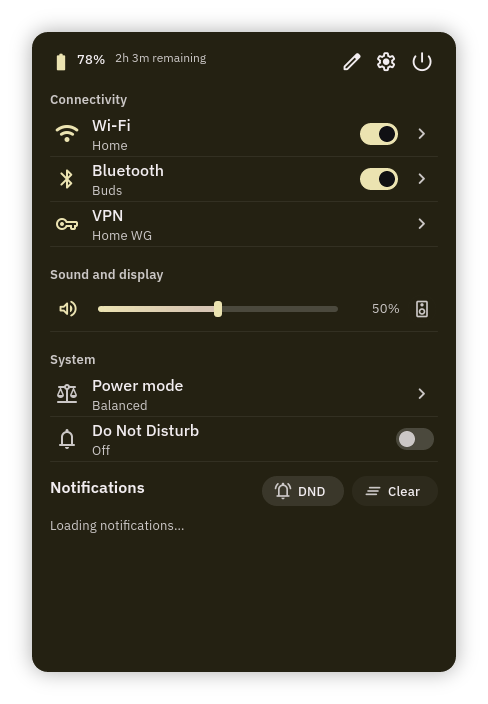 78% 2h 3m remaining
Connectivity
Wi-Fi
Home
Bluetooth
Buds
VPN
Home WG
Sound and display
50%
System
Power mode
Balanced
Do Not Disturb
Off
Notifications DND Clear
Loading notifications...